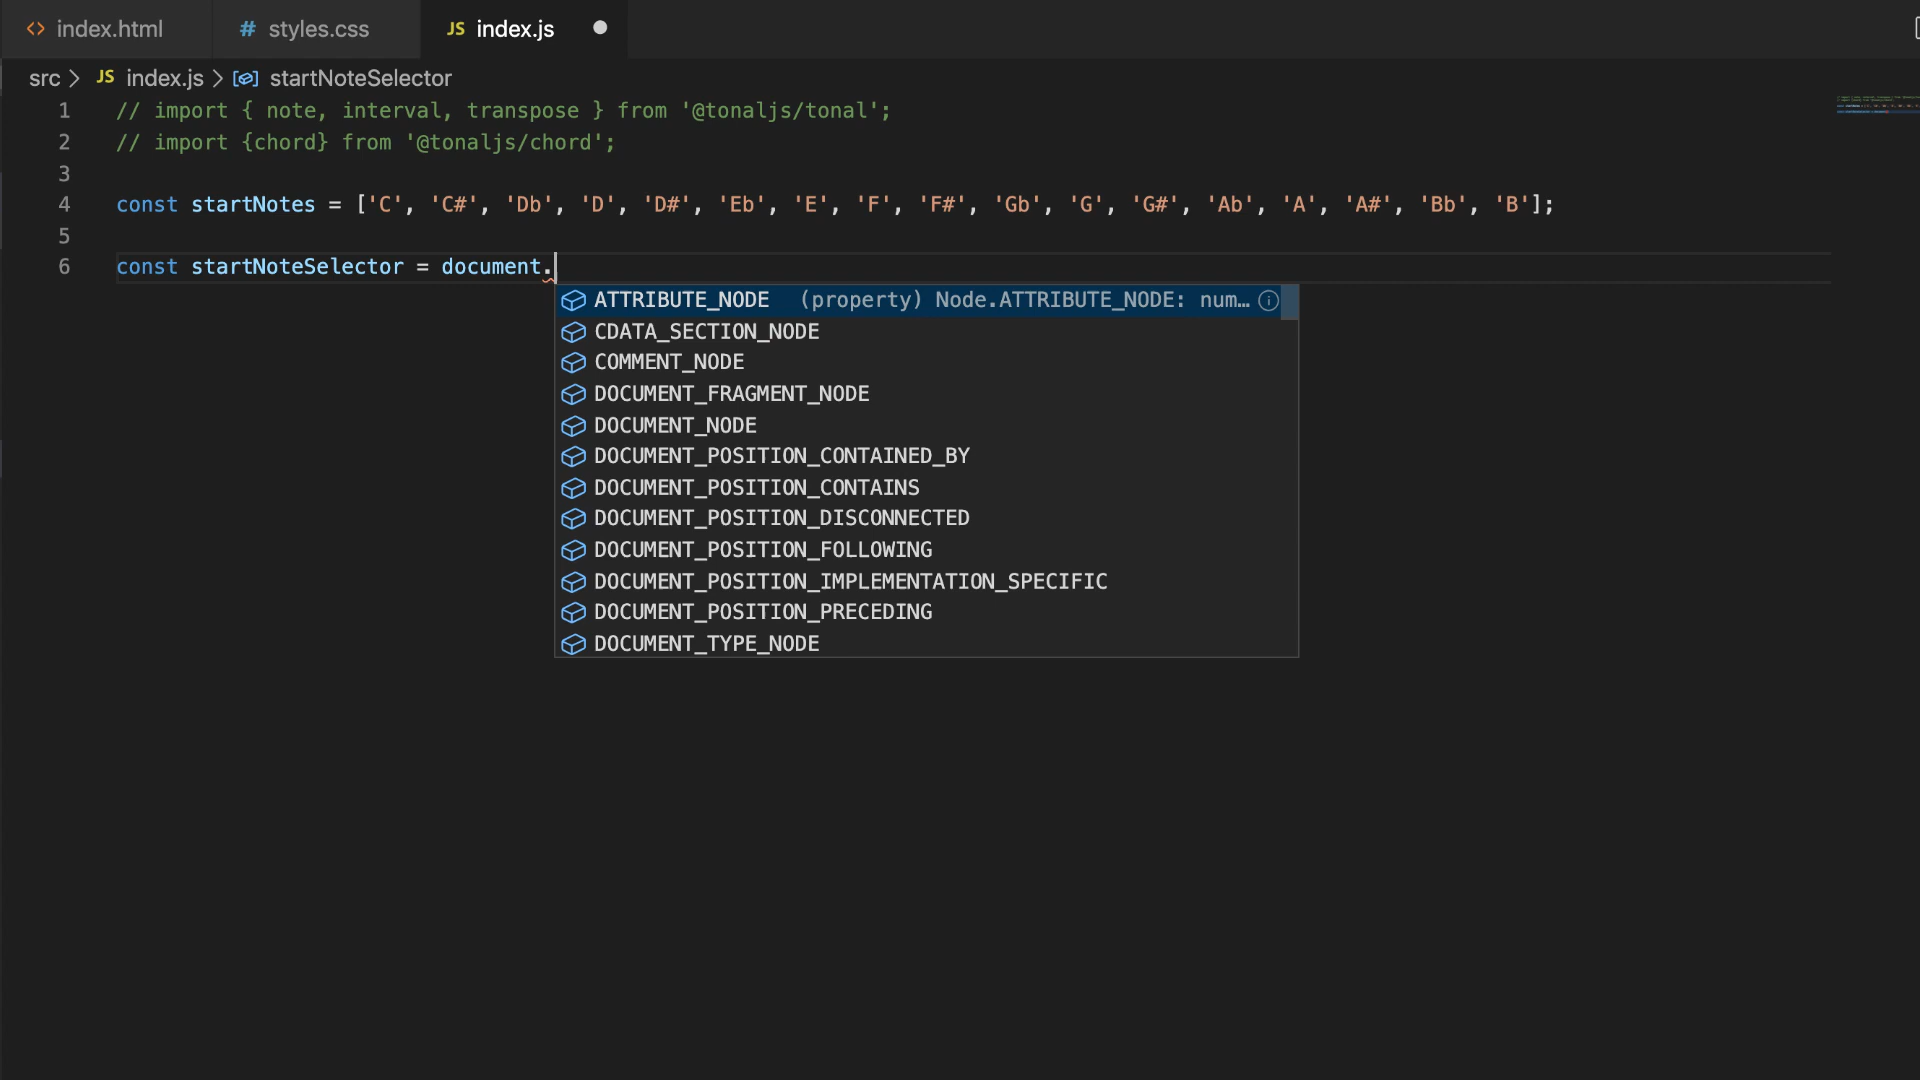 <> index.html # styles.css JS index.js
src > JS index.js > startNoteSelector
1 // import { note, interval, transpose } from '@tonaljs/tonal';
2 // import {chord} from '@tonaljs/chord';
3
4 const startNotes = ['C', 'C#', 'Db', 'D', 'D#', 'Eb', 'E', 'F', 'F#', 'Gb', 'G', 'G#', 'Ab', 'A', 'A#', 'Bb', 'B'];
5
6 const startNoteSelector = document.
ATTRIBUTE_NODE (property) Node.ATTRIBUTE_NODE: num…
CDATA_SECTION_NODE
COMMENT_NODE
DOCUMENT_FRAGMENT_NODE
DOCUMENT_NODE
DOCUMENT_POSITION_CONTAINED_BY
DOCUMENT_POSITION_CONTAINS
DOCUMENT_POSITION_DISCONNECTED
DOCUMENT_POSITION_FOLLOWING
DOCUMENT_POSITION_IMPLEMENTATION_SPECIFIC
DOCUMENT_POSITION_PRECEDING
DOCUMENT_TYPE_NODE